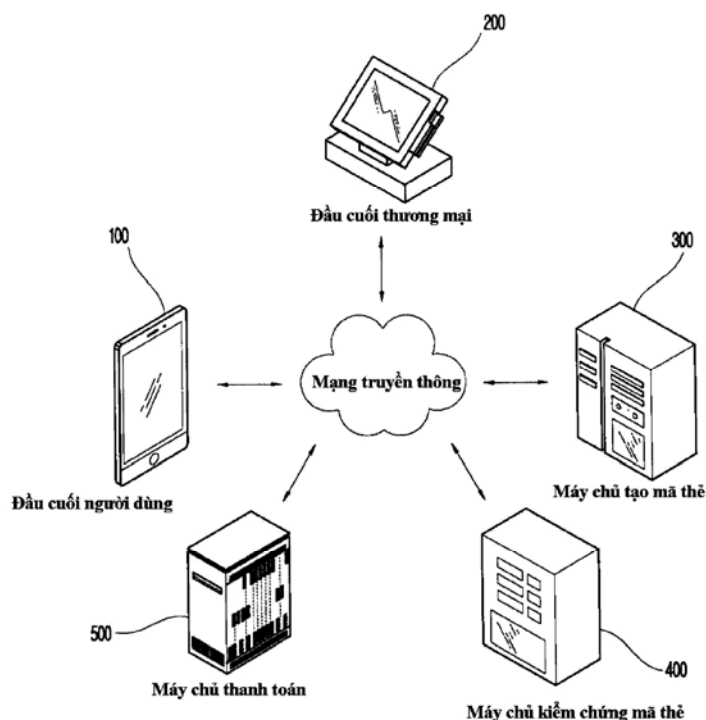 200
Đầu cuối thương mại
100
300
Mạng truyền thông
Đầu cuối người dùng
Máy chủ tạo mã thẻ
500
400
Máy chủ thanh toán
Máy chủ kiểm chứng mã thẻ